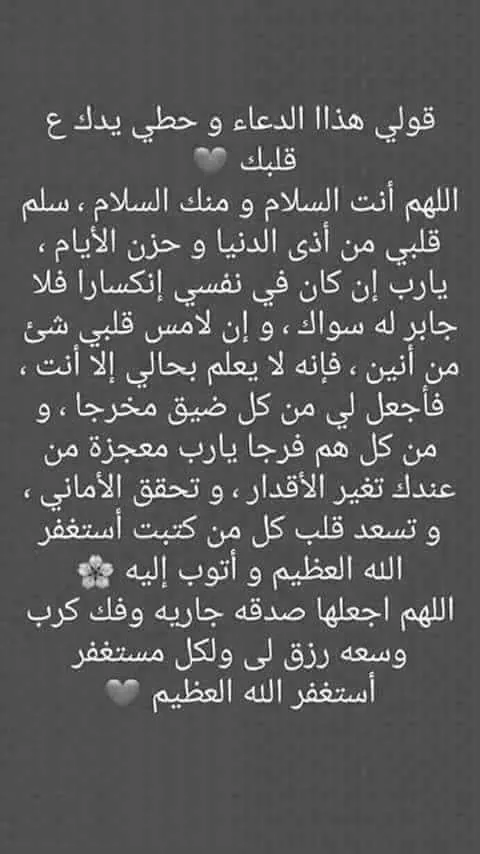 قولي هذاا الدعاء و حطي يدك ع
قلبك 🖤
اللهم أنت السلام و منك السلام ، سلم
قلبي من أذى الدنيا و حزن الأيام ،
يارب إن كان في نفسي إنكسارا فلا
جابر له سواك ، و إن لامس قلبي شئ
من أنين ، فإنه لا يعلم بحالي إلا أنت ،
فأجعل لي من كل ضيق مخرجا ، و
من كل هم فرجا يارب معجزة من
عندك تغير الأقدار ، و تحقق الأماني ،
و تسعد قلب كل من كتبت أستغفر
الله العظيم و أتوب إليه 🌸
اللهم اجعلها صدقه جاريه وفك كرب
وسعه رزق لى ولكل مستغفر
أستغفر الله العظيم 🖤